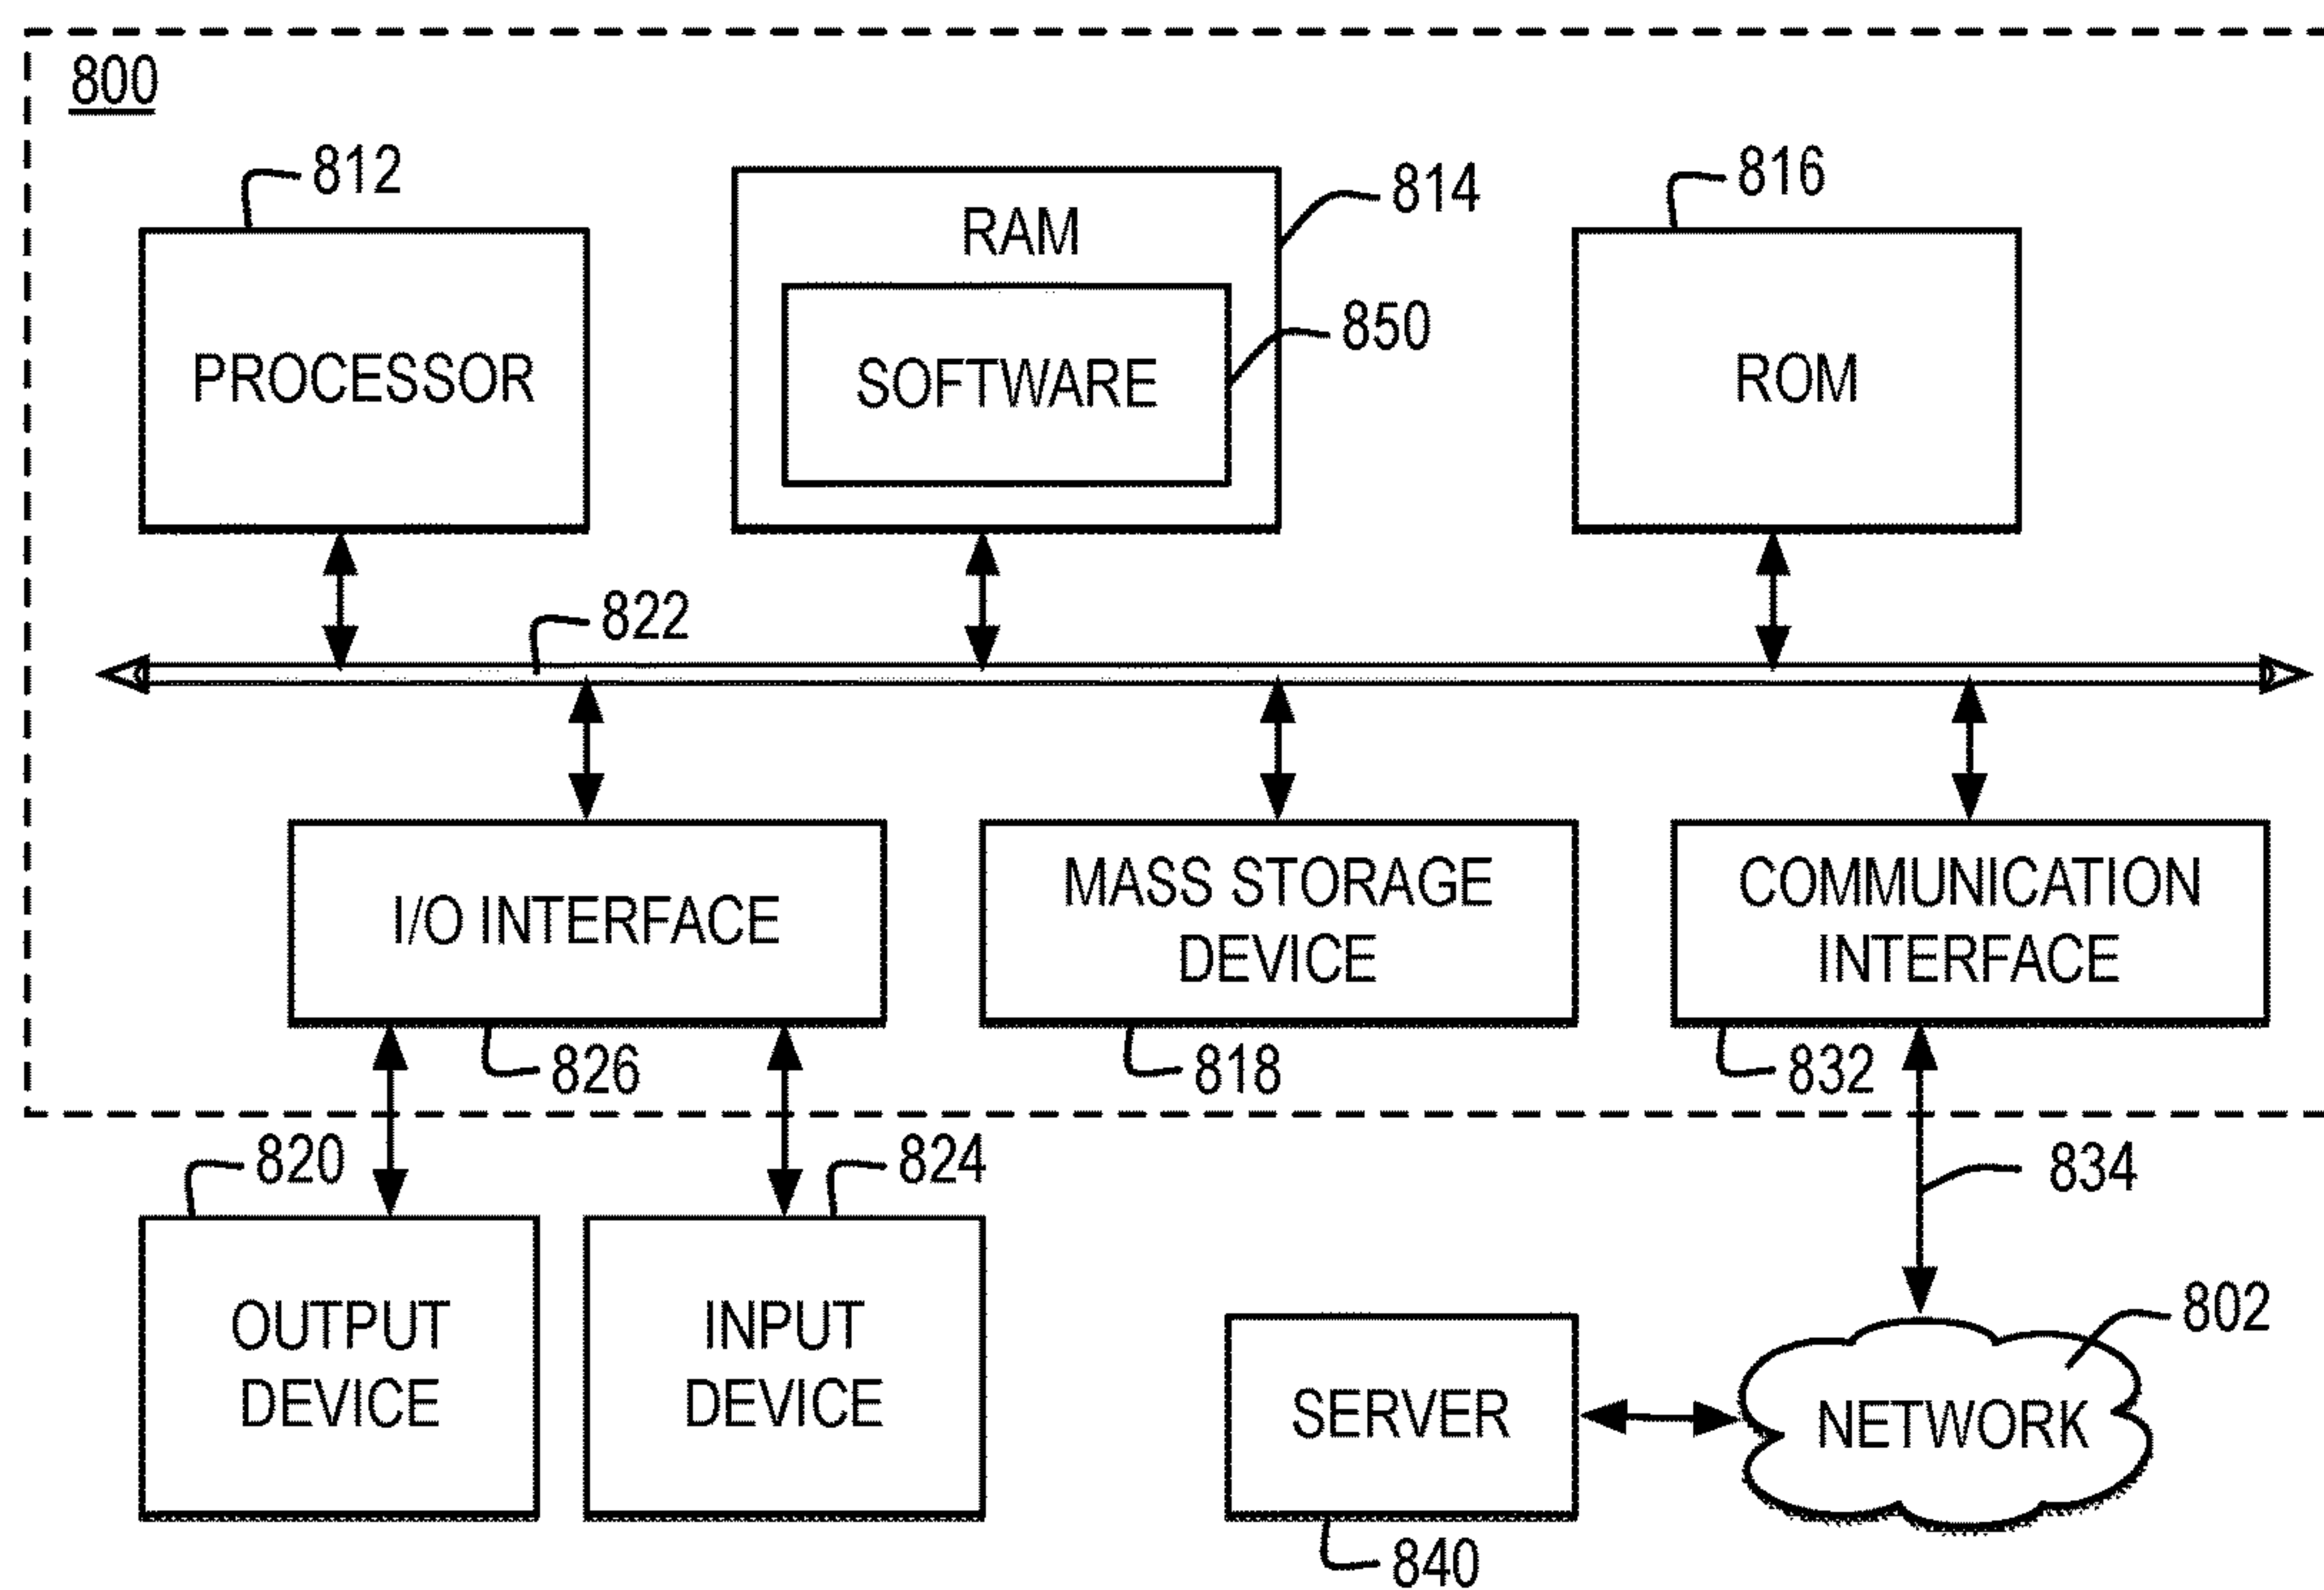 800
812
814
816
RAM
850
PROCESSOR
SOFTWARE
ROM
822
I/O INTERFACE
MASS STORAGE
DEVICE
COMMUNICATION
INTERFACE
826
818
832
820
824
834
OUTPUT
DEVICE
INPUT
DEVICE
802
SERVER
NETWORK
840